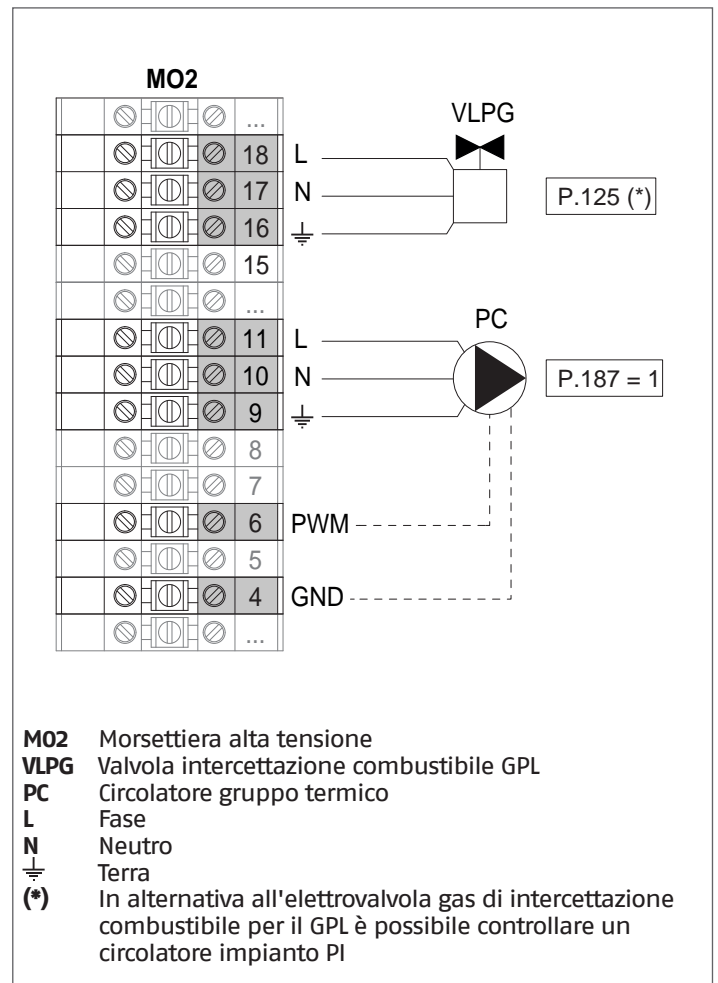 MO2
VLPG
...
18 L
17 N
P.125 (*)
16
15
...
PC
11 L
10 N
P.187 = 1
9
8
7
6 PWM
5
4 GND
...
MO2 Morsettiera alta tensione
VLPG Valvola intercettazione combustibile GPL
PC Circolatore gruppo termico
L Fase
N Neutro
⏚ Terra
(*) In alternativa all'elettrovalvola gas di intercettazione
combustibile per il GPL è possibile controllare un
circolatore impianto PI